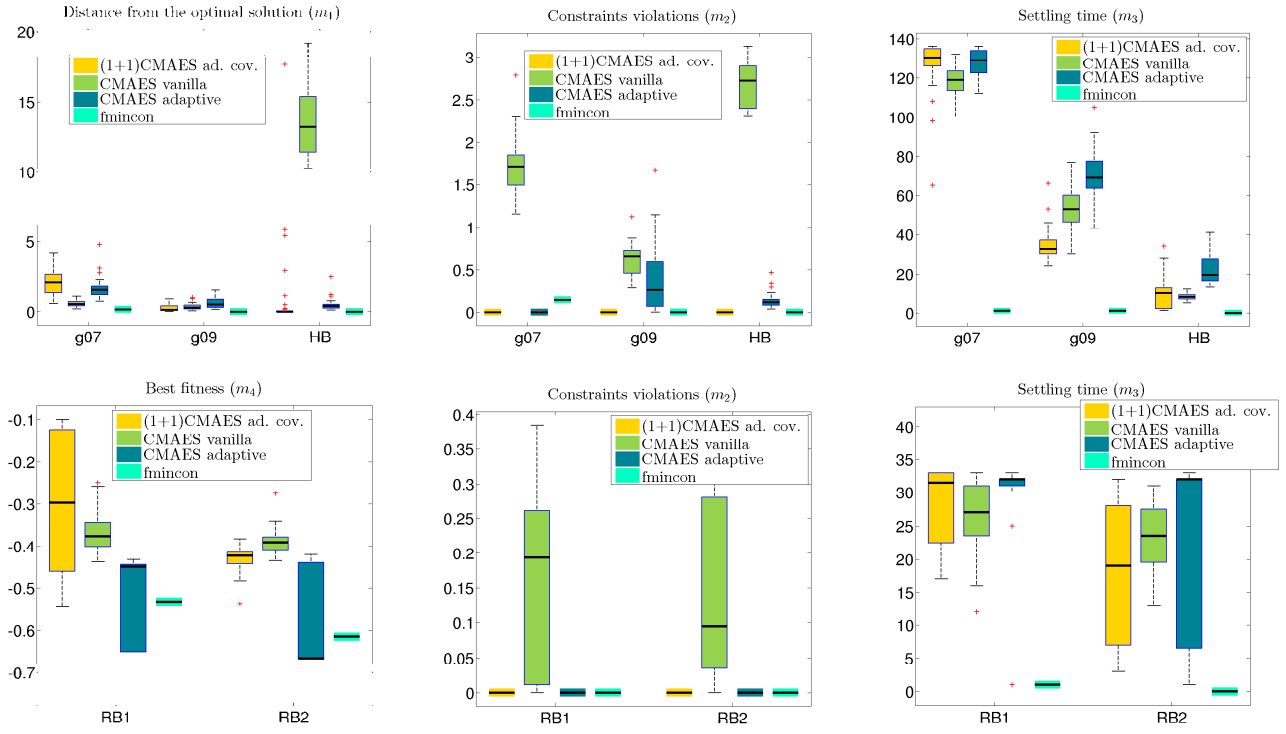 Distance from the optimal solution (m1)
20
15
10
5
0
(1+1)CMAES ad. cov.
CMAES vanilla
CMAES adaptive
fmincon
g07 g09 HB
Constraints violations (m2)
3
2.5
2
1.5
1
0.5
0
(1+1)CMAES ad. cov.
CMAES vanilla
CMAES adaptive
fmincon
g07 g09 HB
Settling time (m3)
140
120
100
80
60
40
20
0
(1+1)CMAES ad. cov.
CMAES vanilla
CMAES adaptive
fmincon
g07 g09 HB
Best fitness (m4)
-0.1
-0.2
-0.3
-0.4
-0.5
-0.6
-0.7
(1+1)CMAES ad. cov.
CMAES vanilla
CMAES adaptive
fmincon
RB1 RB2
Constraints violations (m2)
0.4
0.35
0.3
0.25
0.2
0.15
0.1
0.05
0
(1+1)CMAES ad. cov.
CMAES vanilla
CMAES adaptive
fmincon
RB1 RB2
Settling time (m3)
40
35
30
25
20
15
10
5
0
(1+1)CMAES ad. cov.
CMAES vanilla
CMAES adaptive
fmincon
RB1 RB2